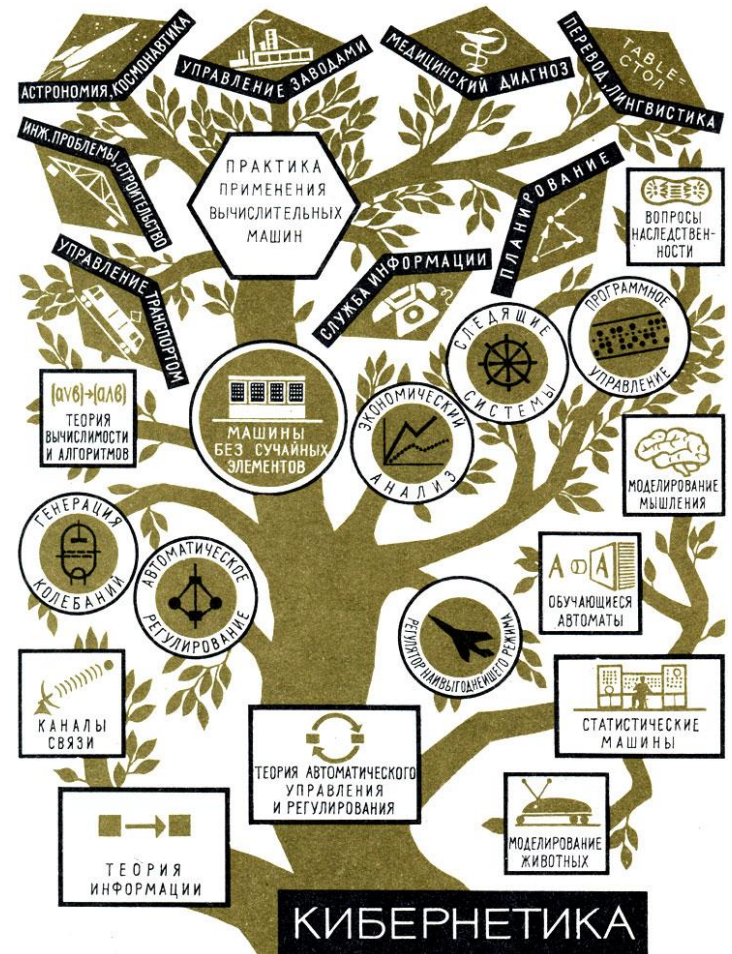 АСТРОНОМИЯ, КОСМОНАВТИКА
УПРАВЛЕНИЕ ЗАВОДАМИ
МЕДИЦИНСКИЙ ДИАГНОЗ
TABLE=
СТОЛ
ПЕРЕВОД, ЛИНГВИСТИКА
ИНЖ. ПРОБЛЕМЫ, СТРОИТЕЛЬСТВО
ПРАКТИКА
ПРИМЕНЕНИЯ
ВЫЧИСЛИТЕЛЬНЫХ
МАШИН
ПЛАНИРОВАНИЕ
ВОПРОСЫ
НАСЛЕДСТВЕН-
НОСТИ
УПРАВЛЕНИЕ ТРАНСПОРТОМ
СЛУЖБА ИНФОРМАЦИИ
СЛЕДЯЩИЕ
СИСТЕМЫ
ПРОГРАММНОЕ
УПРАВЛЕНИЕ
(αvв)→(αлв)
ТЕОРИЯ
ВЫЧИСЛИМОСТИ
И АЛГОРИТМОВ
МАШИНЫ
БЕЗ СУЧАЙНЫХ
ЭЛЕМЕНТОВ
ЭКОНОМИЧЕСКИЙ
АНАЛИЗ
МОДЕЛИРОВАНИЕ
МЫШЛЕНИЯ
ГЕНЕРАЦИЯ
КОЛЕБАНИЙ
АВТОМАТИЧЕСКОЕ
РЕГУЛИРОВАНИЕ
А А
ОБУЧАЮЩИЕСЯ
АВТОМАТЫ
РЕГУЛЯТОР НАИВЫГОДНЕЙШЕГО РЕЖИМА
КАНАЛЫ
СВЯЗИ
СТАТИСТИЧЕСКИЕ
МАШИНЫ
ТЕОРИЯ АВТОМАТИЧЕСКОГО
УПРАВЛЕНИЯ
И РЕГУЛИРОВАНИЯ
МОДЕЛИРОВАНИЕ
ЖИВОТНЫХ
ТЕОРИЯ
ИНФОРМАЦИИ
КИБЕРНЕТИКА